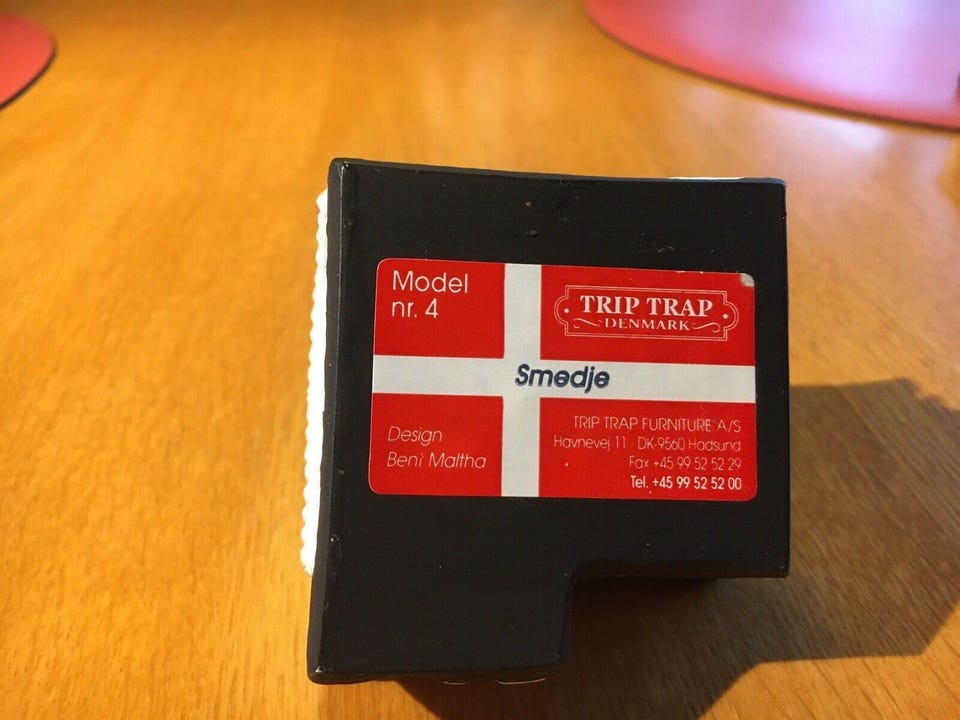 Model
nr. 4
TRIP TRAP
DENMARK
Smedje
Design
Beni Maltha
TRIP TRAP FURNITURE A/S
Havnevej 11 · DK-9560 Hadsund
Fax +45 99 52 52 29
Tel. +45 99 52 52 00